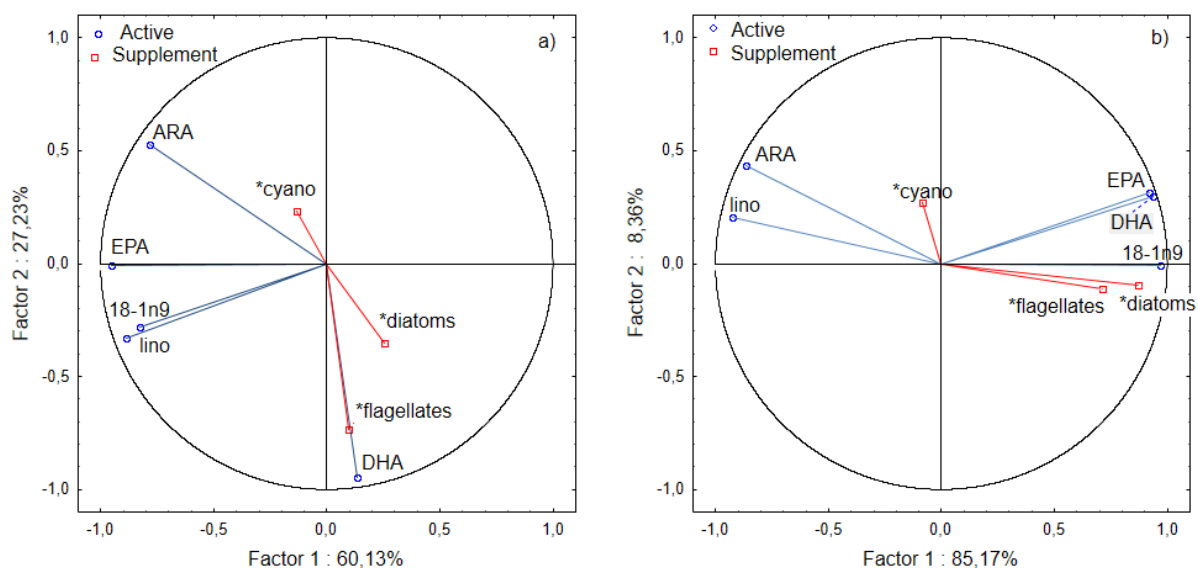 Active
Supplement
a)
1,0
0,5
0,0
-0,5
-1,0
Factor 2 : 27,23%
ARA
*cyano
EPA
18-1n9
lino
*diatoms
*flagellates
DHA
-1,0
-0,5
0,0
0,5
1,0
Factor 1 : 60,13%
Active
Supplement
b)
1,0
0,5
0,0
-0,5
-1,0
Factor 2 : 8,36%
ARA
lino
*cyano
EPA
DHA
18-1n9
*flagellates
*diatoms
-1,0
-0,5
0,0
0,5
1,0
Factor 1 : 85,17%